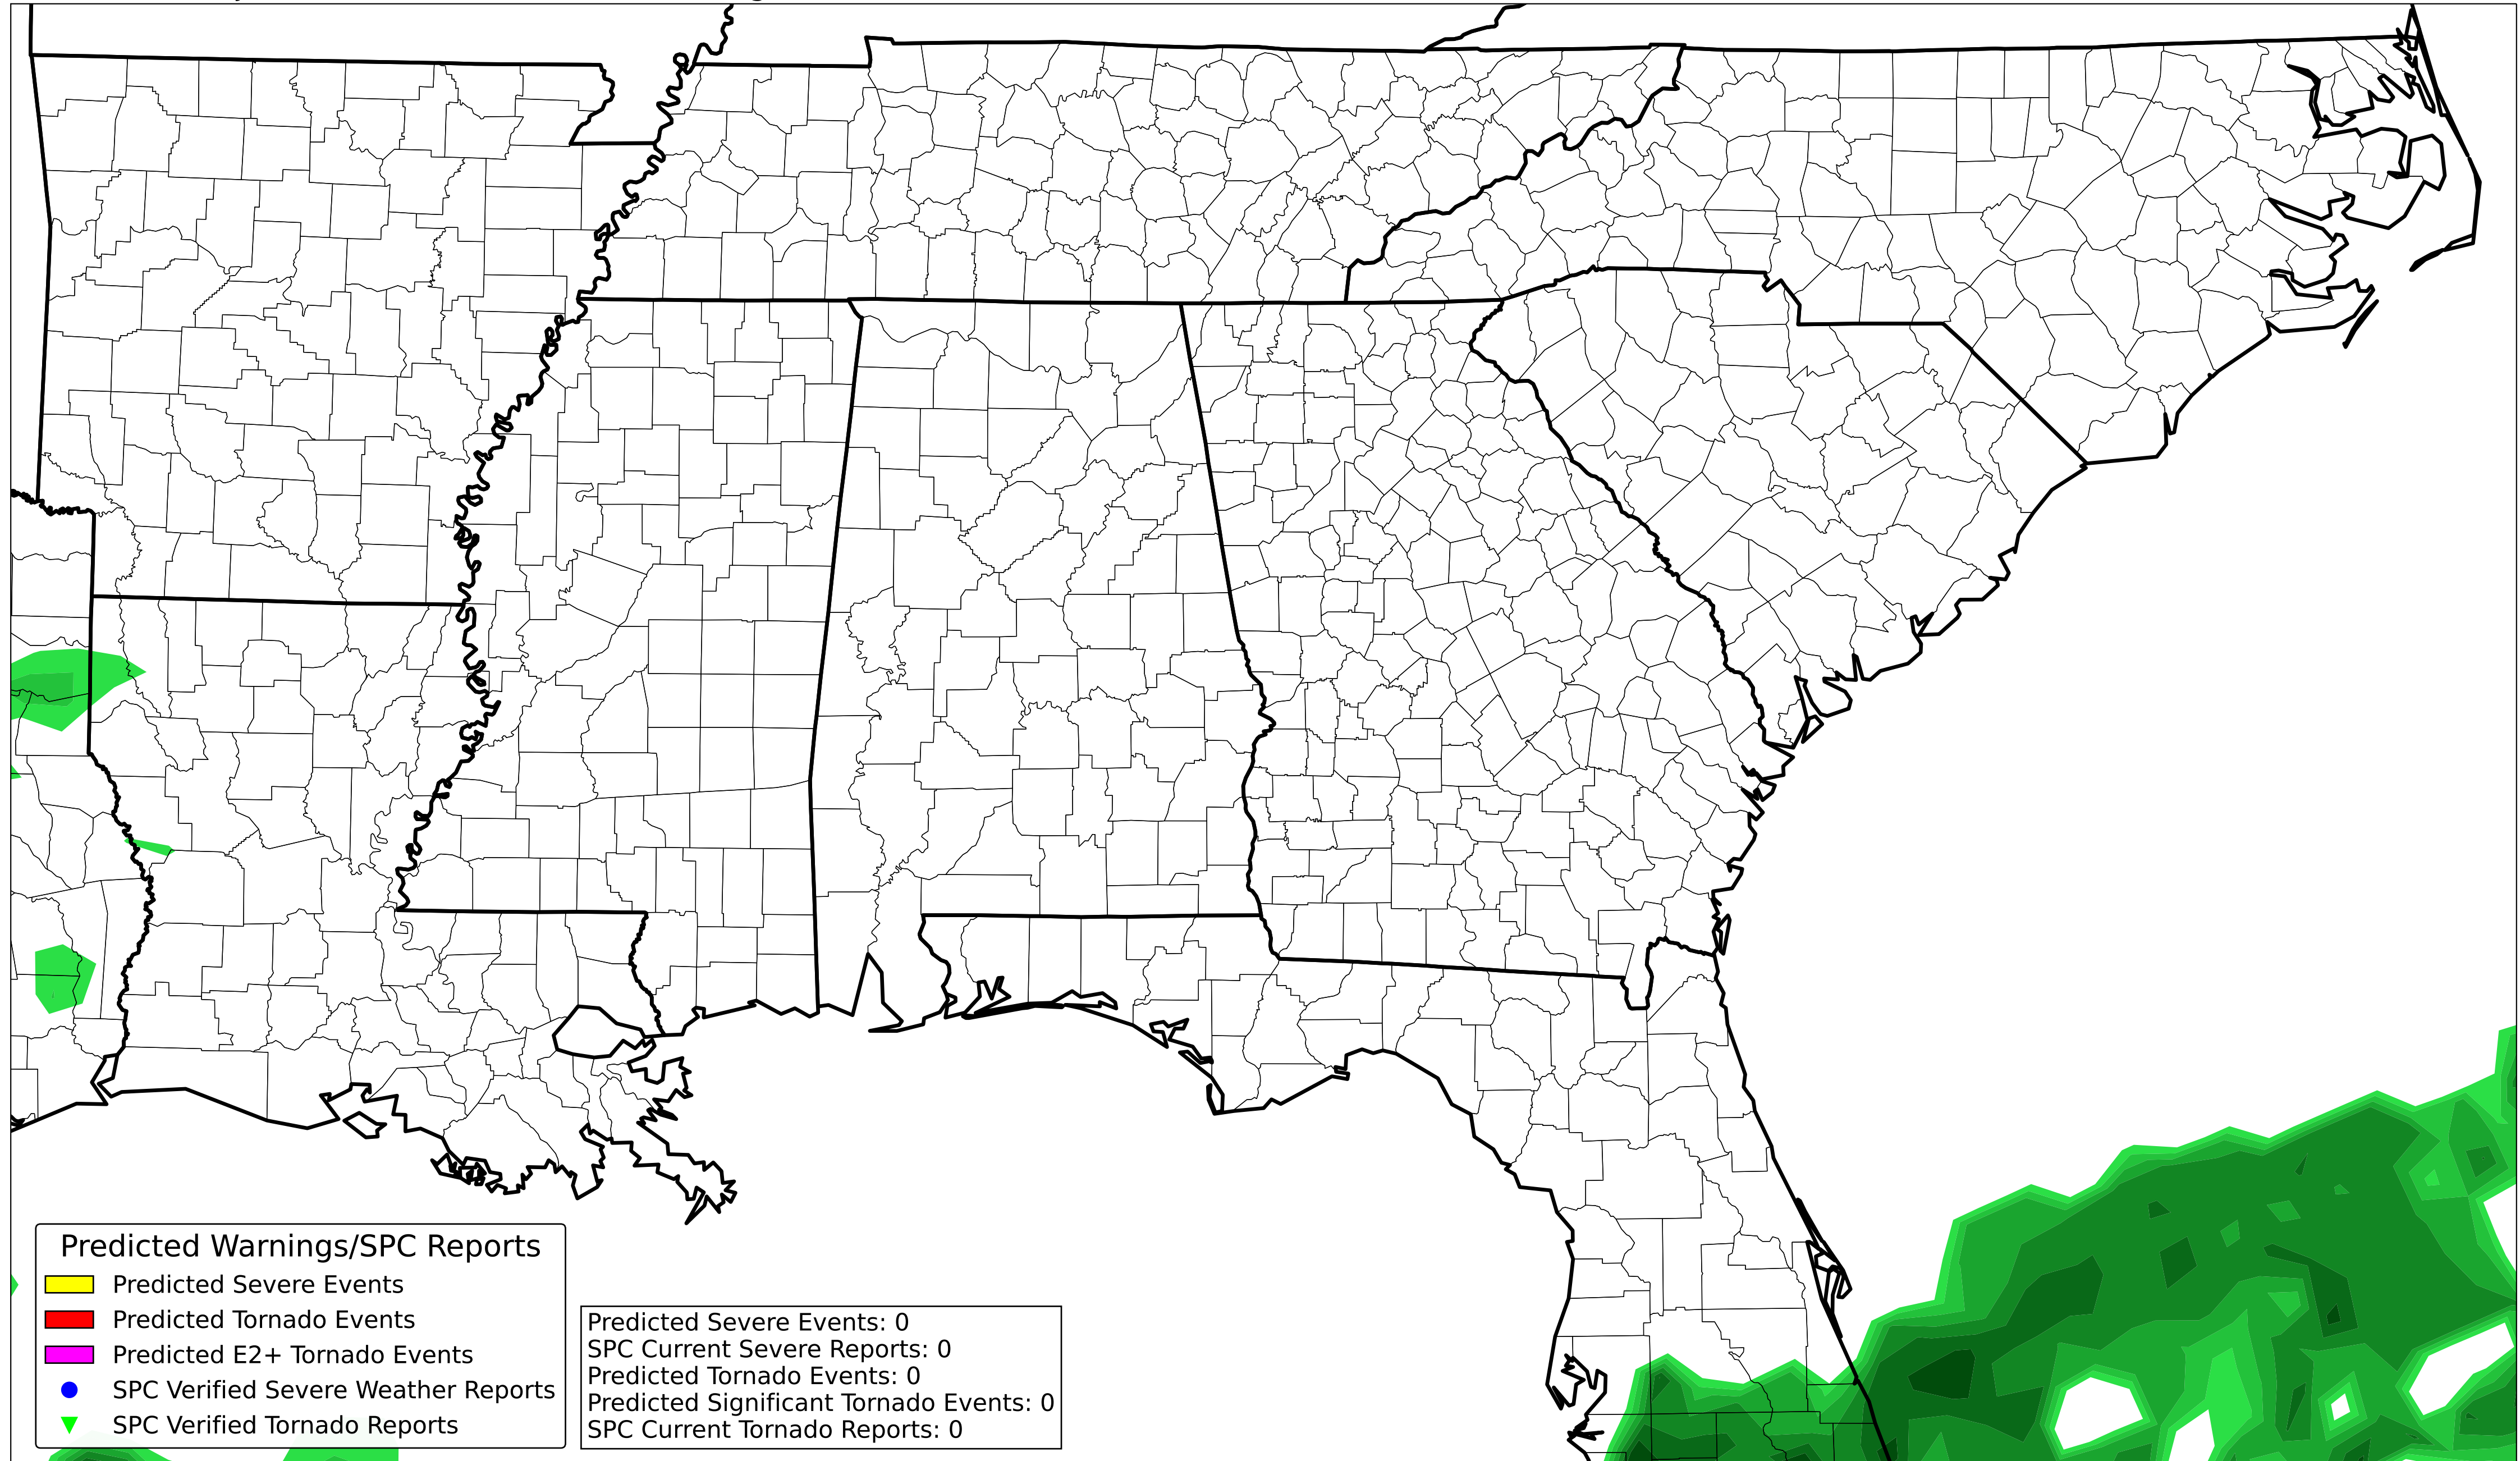 Predicted Warnings/SPC Reports
Predicted Severe Events
Predicted Tornado Events
Predicted E2+ Tornado Events
SPC Verified Severe Weather Reports
SPC Verified Tornado Reports
Predicted Severe Events: 0
SPC Current Severe Reports: 0
Predicted Tornado Events: 0
Predicted Significant Tornado Events: 0
SPC Current Tornado Reports: 0